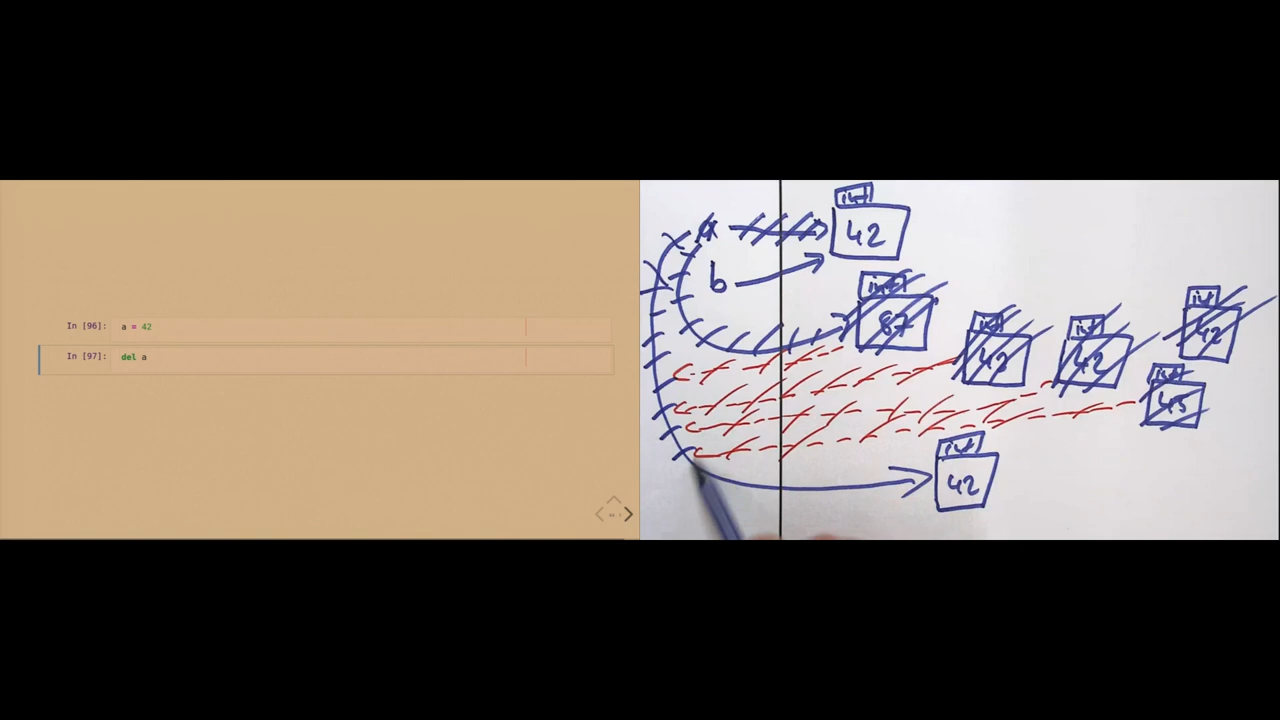 In [96]: a = 42
In [97]: del a
int
a 42
b
int
87
int
42
int
42
int
42
int
45
int
42